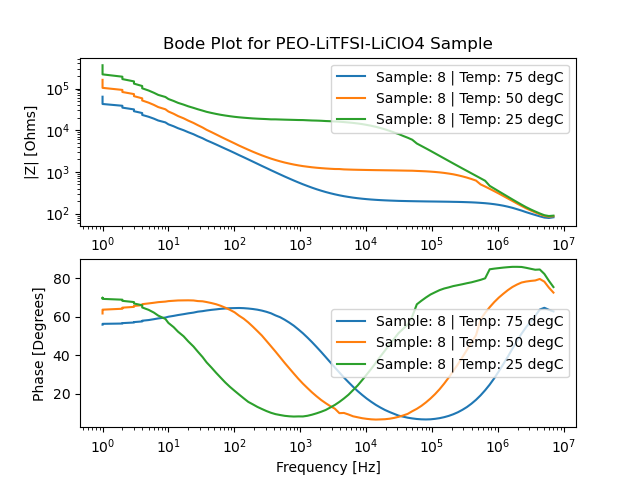 Bode Plot for PEO-LiTFSI-LiClO4 Sample
|Z| [Ohms]
10^5
10^4
10^3
10^2
Sample: 8 | Temp: 75 degC
Sample: 8 | Temp: 50 degC
Sample: 8 | Temp: 25 degC
10^0 10^1 10^2 10^3 10^4 10^5 10^6 10^7
Phase [Degrees]
80
60
40
20
Sample: 8 | Temp: 75 degC
Sample: 8 | Temp: 50 degC
Sample: 8 | Temp: 25 degC
10^0 10^1 10^2 10^3 10^4 10^5 10^6 10^7
Frequency [Hz]